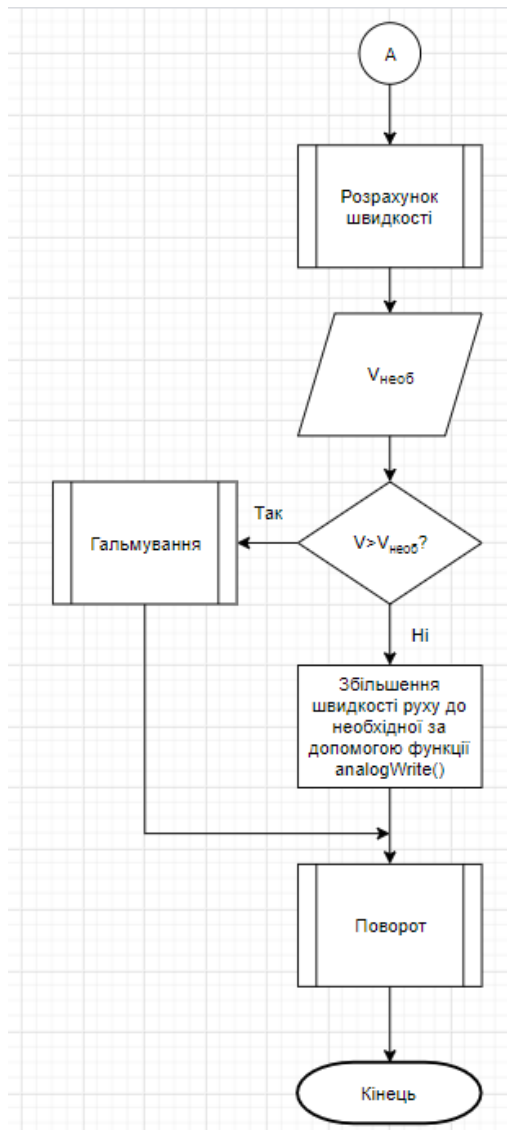 А
Розрахунок
швидкості
Vнеоб
V>Vнеоб?
Так
Гальмування
Ні
Збільшення
швидкості руху до
необхідної за
допомогою функції
analogWrite()
Поворот
Кінець